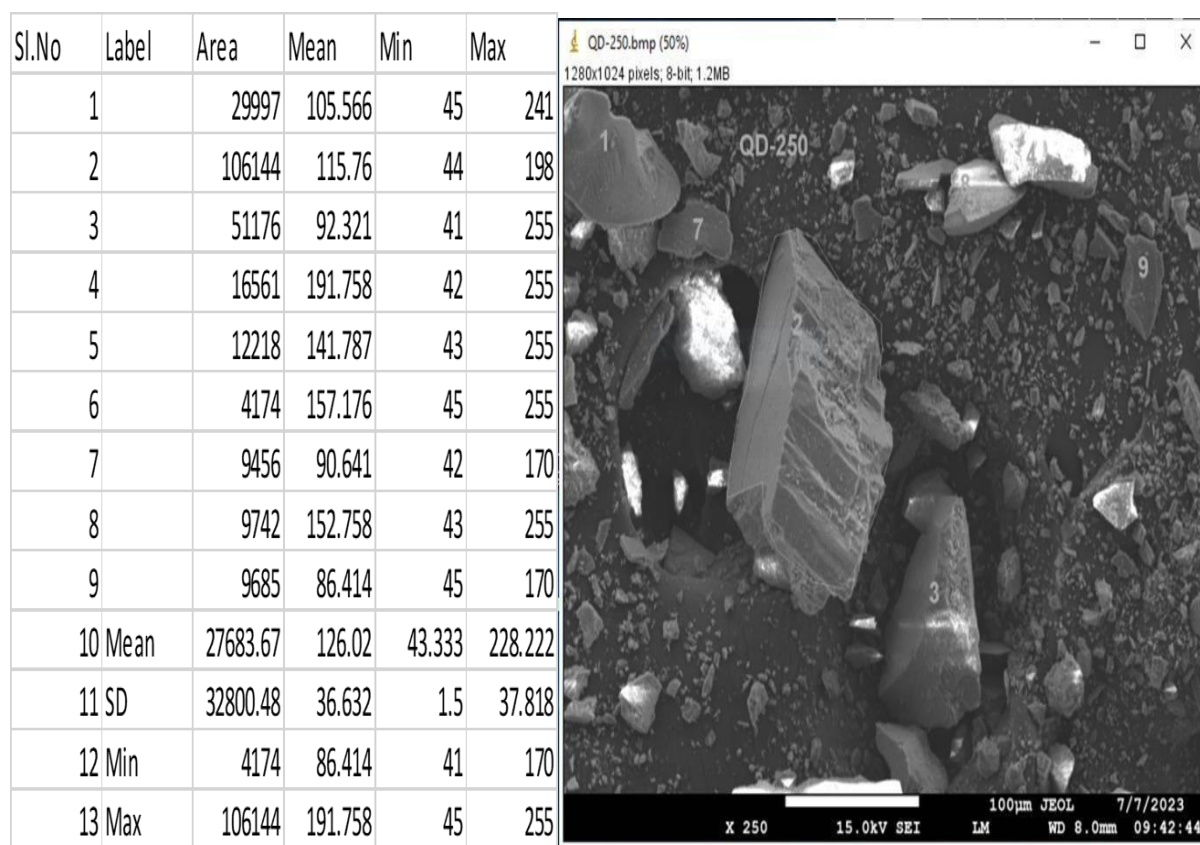 Sl.No Label Area Mean Min Max
1 29997 105.566 45 241
2 106144 115.76 44 198
3 51176 92.321 41 255
4 16561 191.758 42 255
5 12218 141.787 43 255
6 4174 157.176 45 255
7 9456 90.641 42 170
8 9742 152.758 43 255
9 9685 86.414 45 170
10 Mean 27683.67 126.02 43.333 228.222
11 SD 32800.48 36.632 1.5 37.818
12 Min 4174 86.414 41 170
13 Max 106144 191.758 45 255
QD-250.bmp (50%)
1280x1024 pixels; 8-bit; 1.2MB
1
QD-250
8
7
9
2
3
100μm JEOL 7/7/2023
X 250 15.0kV SEI LM WD 8.0mm 09:42:44